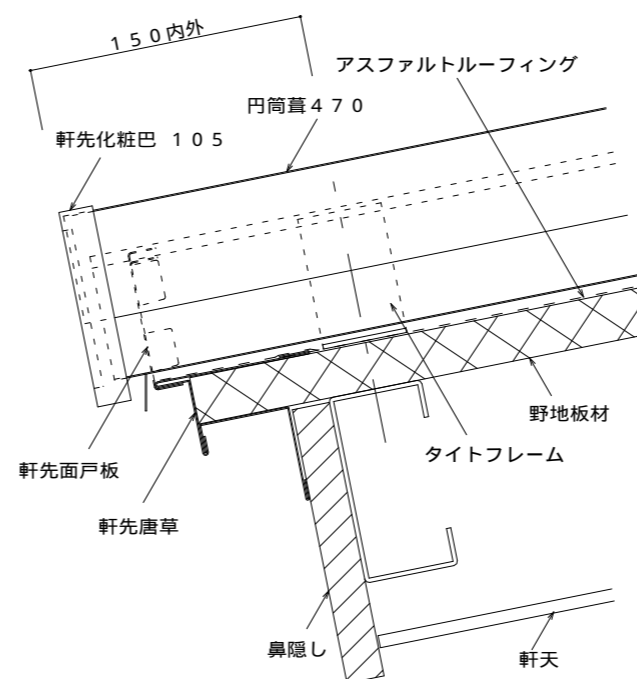 １５０内外
アスファルトルーフィング
円筒葺４７０
軒先化粧巴 １０５
野地板材
タイトフレーム
軒先面戸板
軒先唐草
鼻隠し
軒天